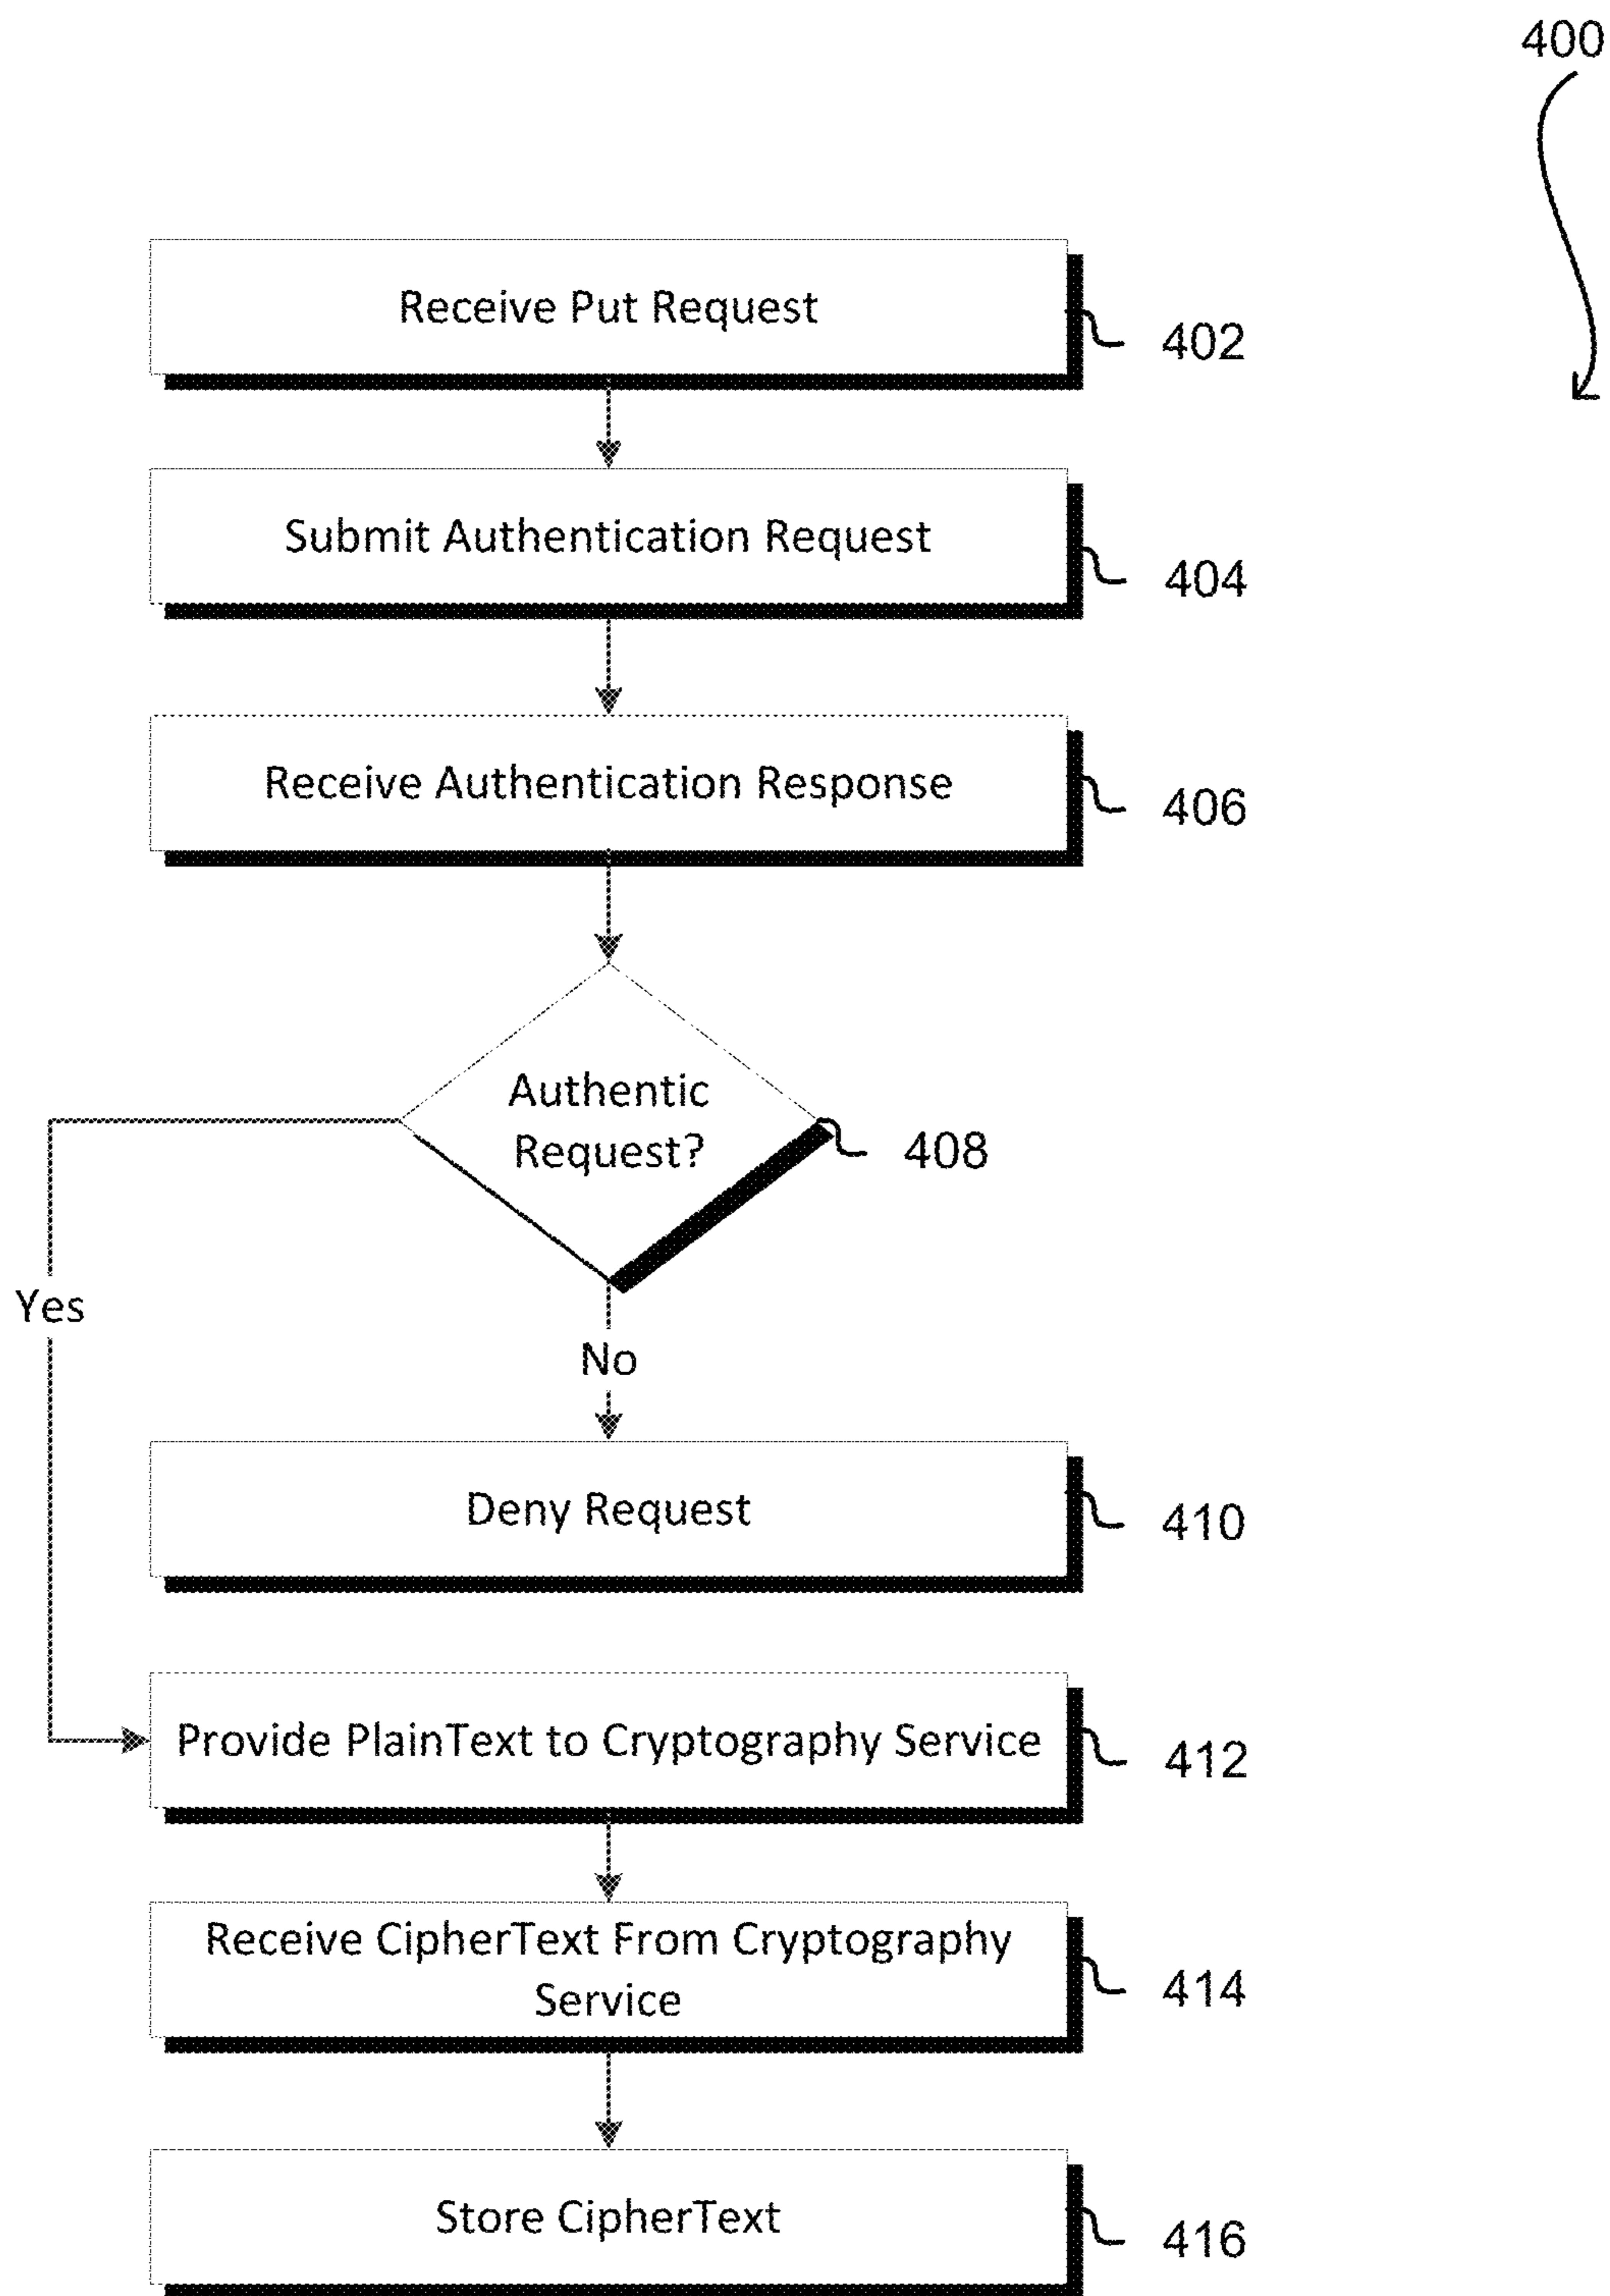 400
Receive Put Request
402
Submit Authentication Request
404
Receive Authentication Response
406
Authentic
Request?
408
Yes
No
Deny Request
410
Provide PlainText to Cryptography Service
412
Receive CipherText From Cryptography
Service
414
Store CipherText
416